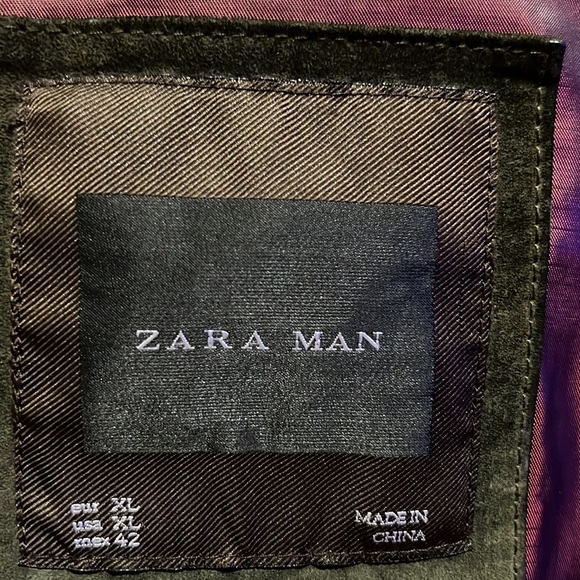 ZARA MAN
eur XL
usa XL
mex 42
MADE IN
CHINA